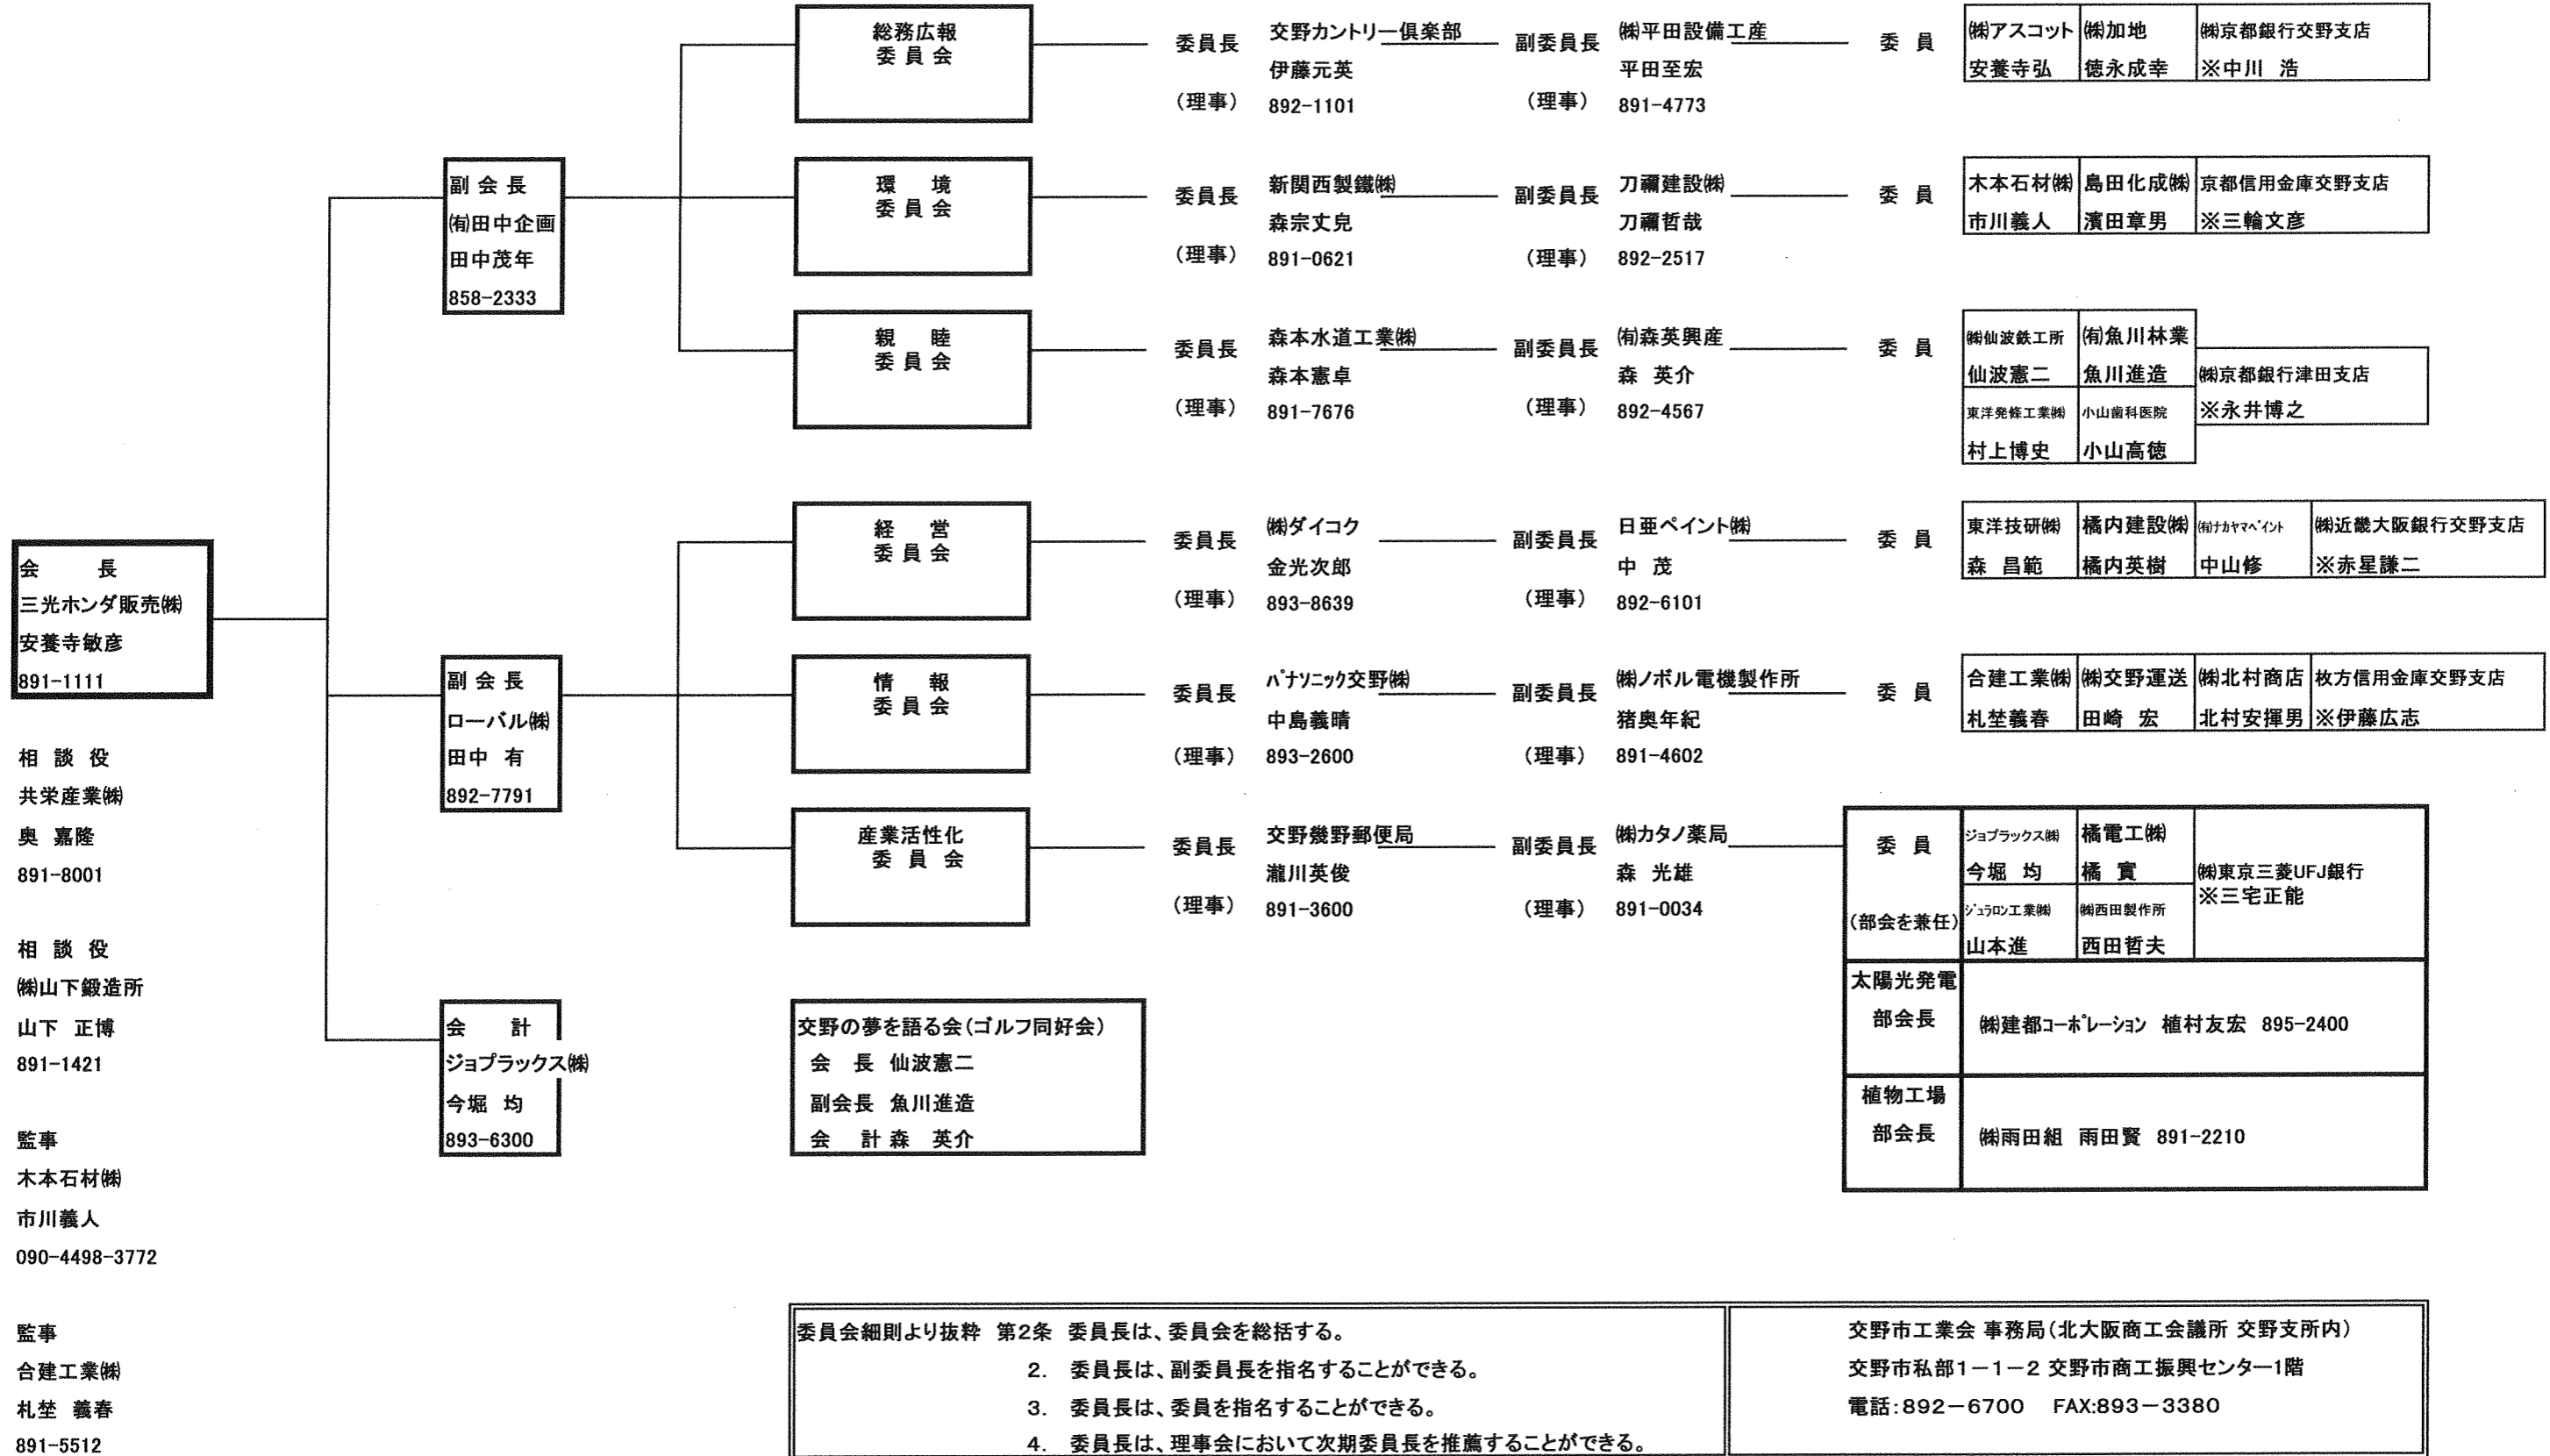 会　長
三光ホンダ販売㈱
安養寺敏彦
891-1111
相 談 役
共栄産業㈱
奥 嘉隆
891-8001
相 談 役
㈱山下鍛造所
山下 正博
891-1421
監事
木本石材㈱
市川義人
090-4498-3772
監事
合建工業㈱
札埜 義春
891-5512
副 会 長
㈲田中企画
田中茂年
858-2333
副 会 長
ローバル㈱
田中 有
892-7791
会　計
ジョプラックス㈱
今堀 均
893-6300
総務広報
委 員 会
委員長 交野カントリー倶楽部 副委員長 ㈱平田設備工産 委 員
伊藤元英 平田至宏
(理事) 892-1101 (理事) 891-4773
㈱アスコット ㈱加地 ㈱京都銀行交野支店
安養寺弘 徳永成幸 ※中川 浩
環　境
委 員 会
委員長 新関西製鐵㈱ 副委員長 刀禰建設㈱ 委 員
森宗丈児 刀禰哲哉
(理事) 891-0621 (理事) 892-2517
木本石材㈱ 島田化成㈱ 京都信用金庫交野支店
市川義人 濱田章男 ※三輪文彦
親　睦
委 員 会
委員長 森本水道工業㈱ 副委員長 ㈲森英興産 委 員
森本憲卓 森 英介
(理事) 891-7676 (理事) 892-4567
㈱仙波鉄工所 ㈲魚川林業
仙波憲二 魚川進造
㈱京都銀行津田支店
※永井博之
東洋発條工業㈱ 小山歯科医院
村上博史 小山高徳
経　営
委 員 会
委員長 ㈱ダイコク 副委員長 日亜ペイント㈱ 委 員
金光次郎 中 茂
(理事) 893-8639 (理事) 892-6101
東洋技研㈱ 橘内建設㈱ ㈲ナカヤマペイント ㈱近畿大阪銀行交野支店
森 昌範 橘内英樹 中山修 ※赤星謙二
情　報
委 員 会
委員長 パナソニック交野㈱ 副委員長 ㈱ノボル電機製作所 委 員
中島義晴 猪奥年紀
(理事) 893-2600 (理事) 891-4602
合建工業㈱ ㈱交野運送 ㈱北村商店 枚方信用金庫交野支店
札埜義春 田崎 宏 北村安揮男 ※伊藤広志
産業活性化
委 員 会
委員長 交野幾野郵便局 副委員長 ㈱カタノ薬局 委 員
瀧川英俊 森 光雄
(理事) 891-3600 (理事) 891-0034
(部会を兼任)
ジョプラックス㈱ 橘電工㈱
今堀 均 橘 實
㈱東京三菱UFJ銀行
※三宅正能
ジュラロン工業㈱ ㈱西田製作所
山本進 西田哲夫
太陽光発電
部会長
㈱建都コーポレーション 植村友宏 895-2400
植物工場
部会長
㈱雨田組 雨田賢 891-2210
交野の夢を語る会(ゴルフ同好会)
会　長 仙波憲二
副会長 魚川進造
会　計 森　英介
委員会細則より抜粋 第2条 委員長は、委員会を総括する。
2. 委員長は、副委員長を指名することができる。
3. 委員長は、委員を指名することができる。
4. 委員長は、理事会において次期委員長を推薦することができる。
交野市工業会 事務局(北大阪商工会議所 交野支所内)
交野市私部1-1-2 交野市商工振興センター1階
電話:892-6700　FAX:893-3380